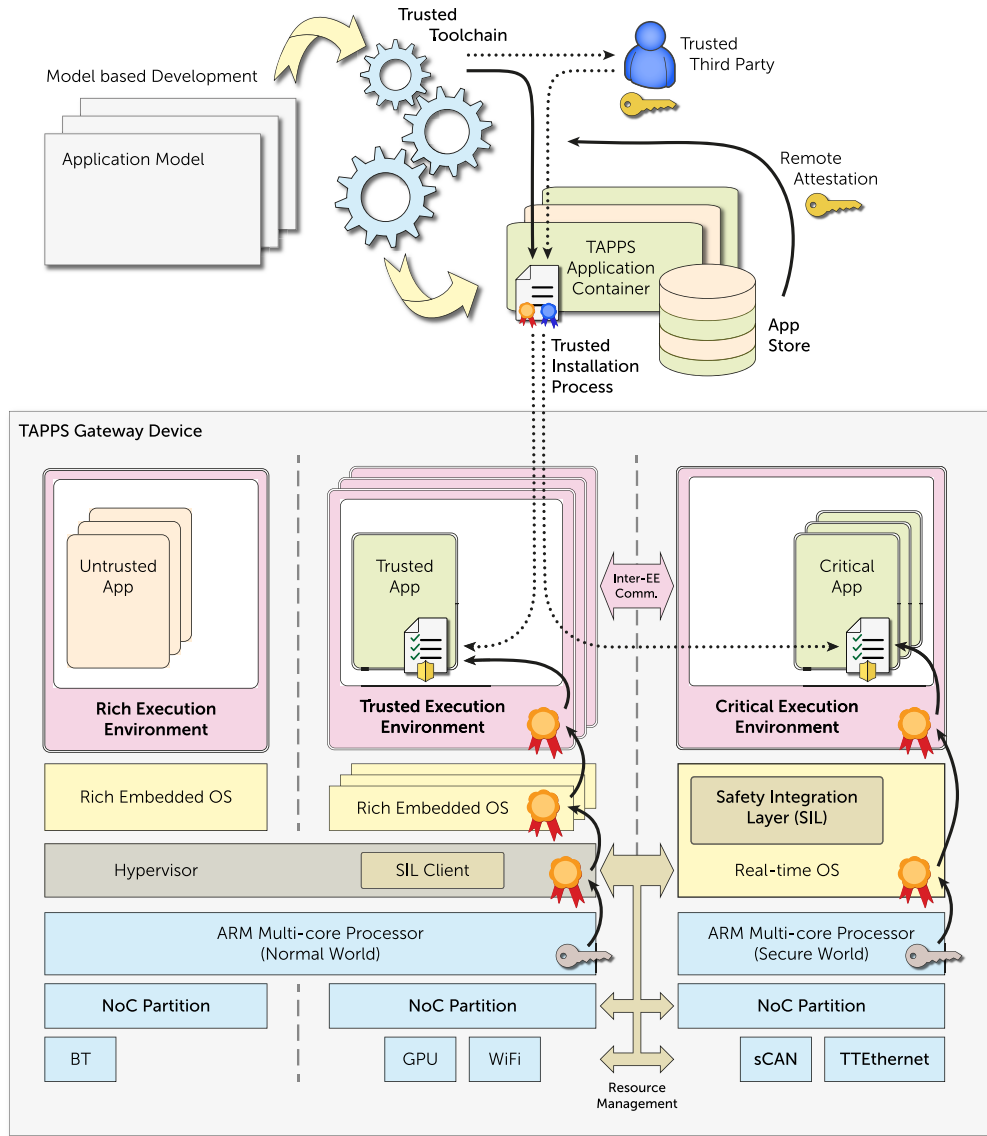 Trusted
Toolchain
Trusted
Third Party
Model based Development
Application Model
Remote
Attestation
TAPPS
Application
Container
App
Store
Trusted
Installation
Process
TAPPS Gateway Device
Untrusted
App
Trusted
App
Inter-EE
Comm.
Critical
App
Rich Execution
Environment
Trusted Execution
Environment
Critical Execution
Environment
Rich Embedded OS
Rich Embedded OS
Safety Integration
Layer (SIL)
Hypervisor
SIL Client
Real-time OS
ARM Multi-core Processor
(Normal World)
ARM Multi-core Processor
(Secure World)
NoC Partition
NoC Partition
NoC Partition
BT
GPU
WiFi
sCAN
TTEthernet
Resource
Management